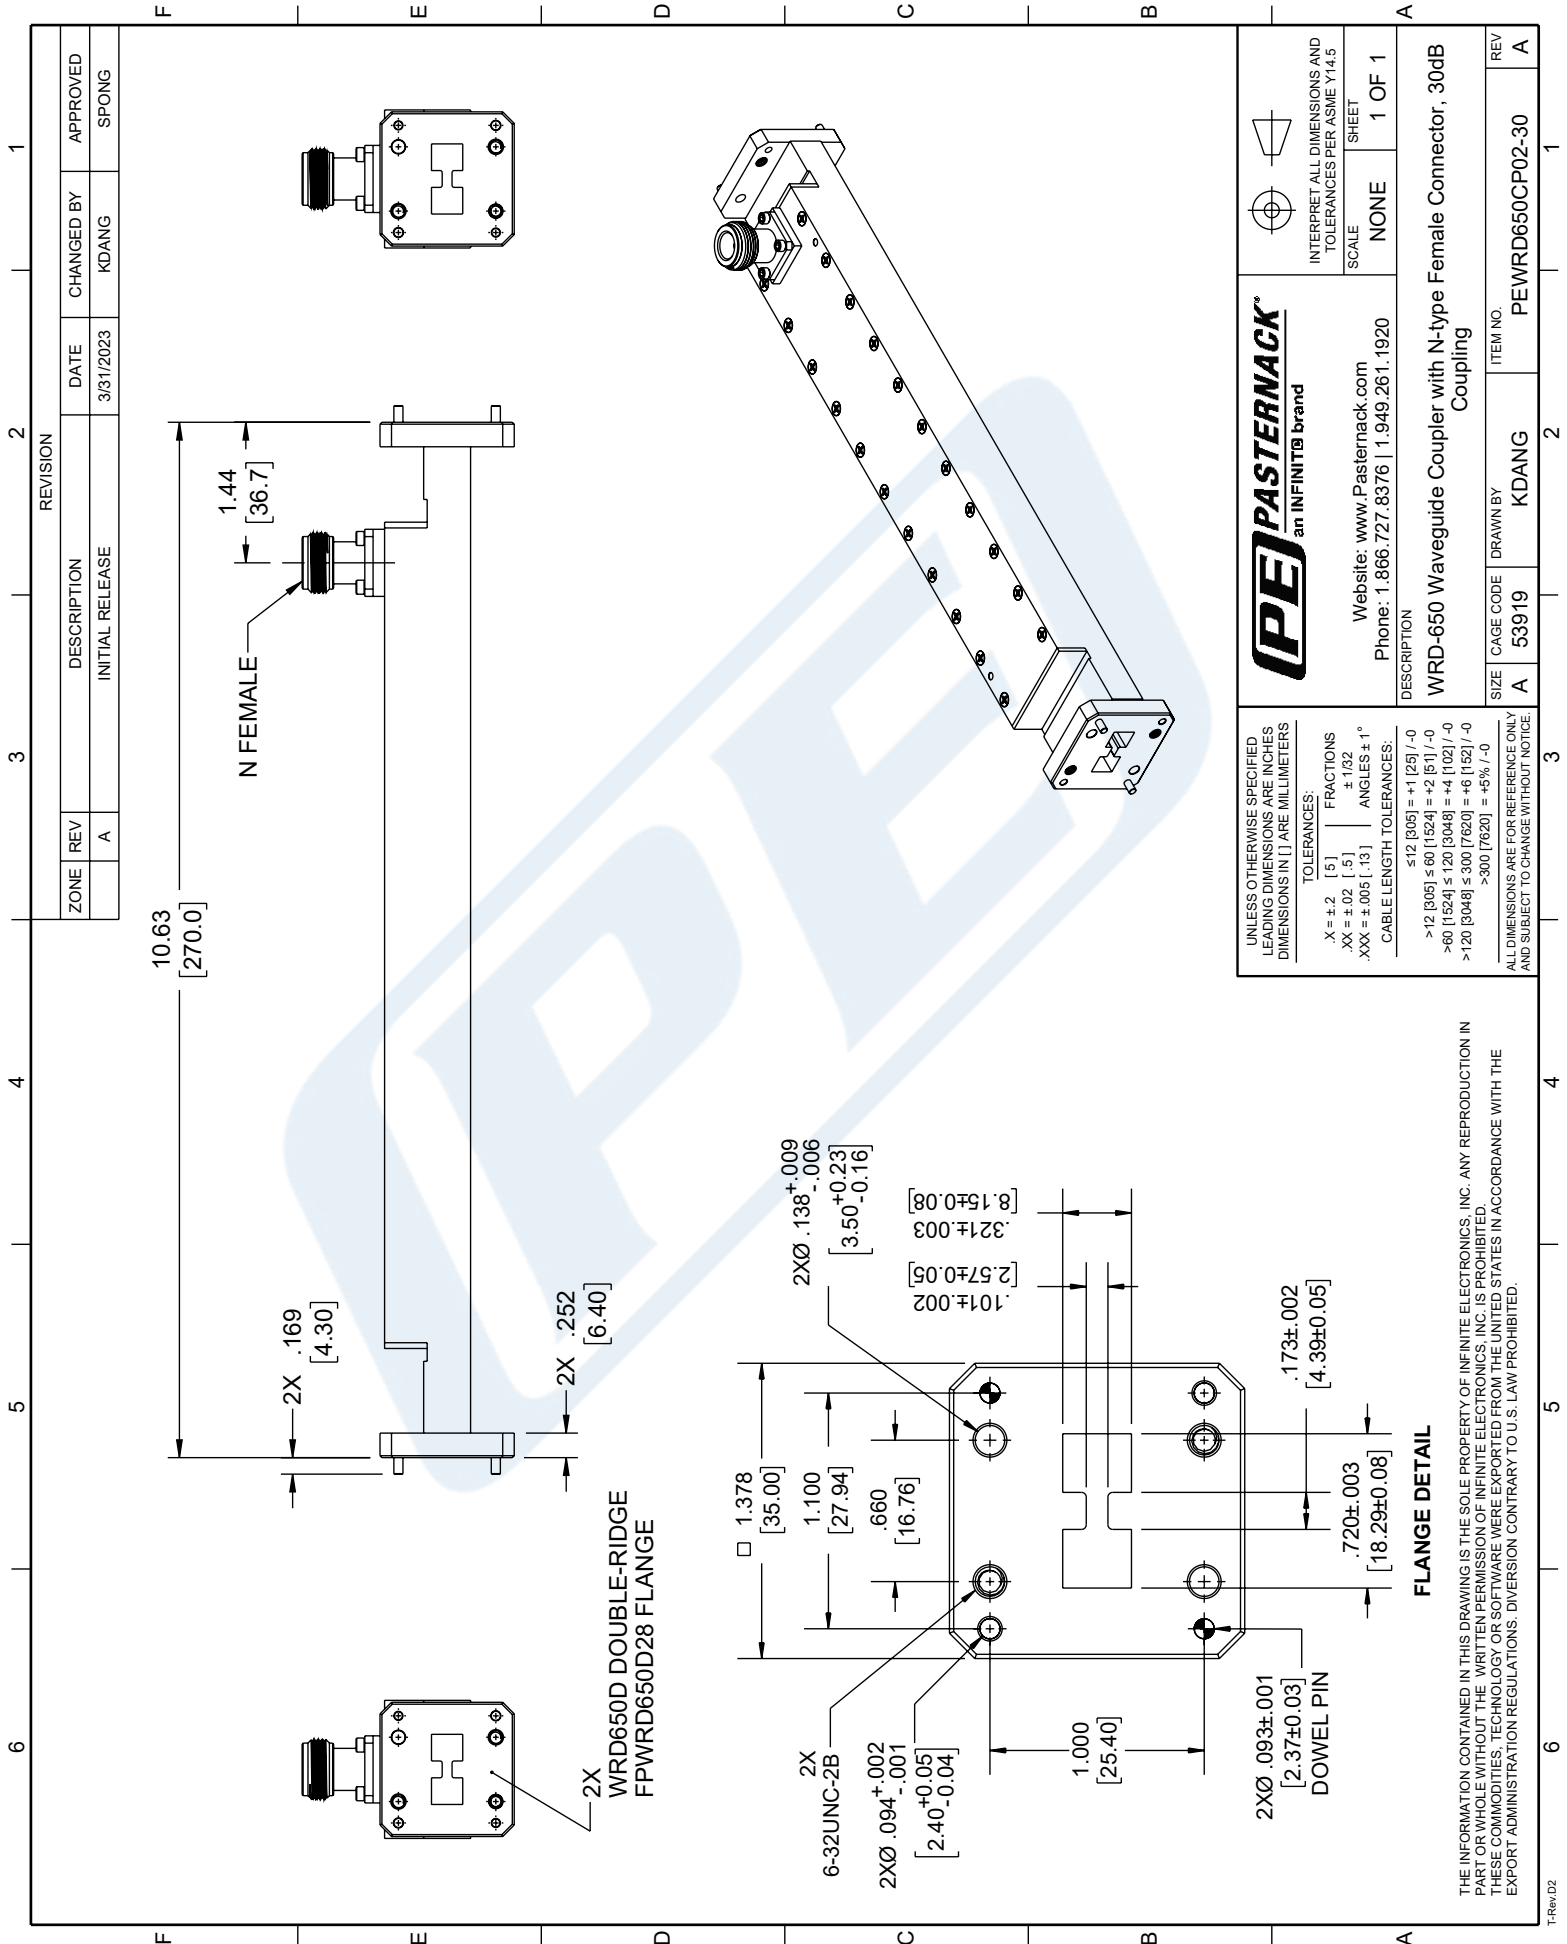 6
5
4
3
2
1
F
E
D
C
B
A
REVISION
ZONE
REV
DESCRIPTION
DATE
CHANGED BY
APPROVED
A
INITIAL RELEASE
3/31/2023
KDANG
SPONG
10.63
[270.0]
1.44
[36.7]
N FEMALE
2X .169
[4.30]
2X .252
[6.40]
2X
WRD650D DOUBLE-RIDGE
FPWRD650D28 FLANGE
□ 1.378
[35.00]
1.100
[27.94]
.660
[16.76]
2XØ .138 +.009 -.006
[3.50 +0.23 -0.16]
.321±.003
[8.15±0.08]
.101±.002
[2.57±0.05]
2X
6-32UNC-2B
2XØ .094 +.002 -.001
[2.40 +0.05 -0.04]
1.000
[25.40]
2XØ .093±.001
[2.37±0.03]
DOWEL PIN
.173±.002
[4.39±0.05]
.720±.003
[18.29±0.08]
FLANGE DETAIL
THE INFORMATION CONTAINED IN THIS DRAWING IS THE SOLE PROPERTY OF INFINITE ELECTRONICS, INC. ANY REPRODUCTION IN
PART OR WHOLE WITHOUT THE WRITTEN PERMISSION OF INFINITE ELECTRONICS, INC. IS PROHIBITED.
THESE COMMODITIES, TECHNOLOGY OR SOFTWARE WERE EXPORTED FROM THE UNITED STATES IN ACCORDANCE WITH THE
EXPORT ADMINISTRATION REGULATIONS. DIVERSION CONTRARY TO U.S. LAW PROHIBITED.
UNLESS OTHERWISE SPECIFIED
LEADING DIMENSIONS ARE INCHES
DIMENSIONS IN [ ] ARE MILLIMETERS
TOLERANCES:
.X = ±.2 [5]
.XX = ±.02 [.5]
.XXX = ±.005 [.13]
FRACTIONS
± 1/32
ANGLES ± 1°
CABLE LENGTH TOLERANCES:
≤12 [305] = +1 [25] / -0
>12 [305] ≤ 60 [1524] = +2 [51] / -0
>60 [1524] ≤ 120 [3048] = +4 [102] / -0
>120 [3048] ≤ 300 [7620] = +6 [152] / -0
>300 [7620] = +5% / -0
ALL DIMENSIONS ARE FOR REFERENCE ONLY
AND SUBJECT TO CHANGE WITHOUT NOTICE.
PE PASTERNACK®
an INFINITE brand
Website: www.Pasternack.com
Phone: 1.866.727.8376 | 1.949.261.1920
INTERPRET ALL DIMENSIONS AND
TOLERANCES PER ASME Y14.5
SCALE
NONE
SHEET
1 OF 1
DESCRIPTION
WRD-650 Waveguide Coupler with N-type Female Connector, 30dB
Coupling
SIZE
A
CAGE CODE
53919
DRAWN BY
KDANG
ITEM NO.
PEWRD650CP02-30
REV
A
6
5
4
3
2
1
F
E
D
C
B
A
T-Rev.D2
PE